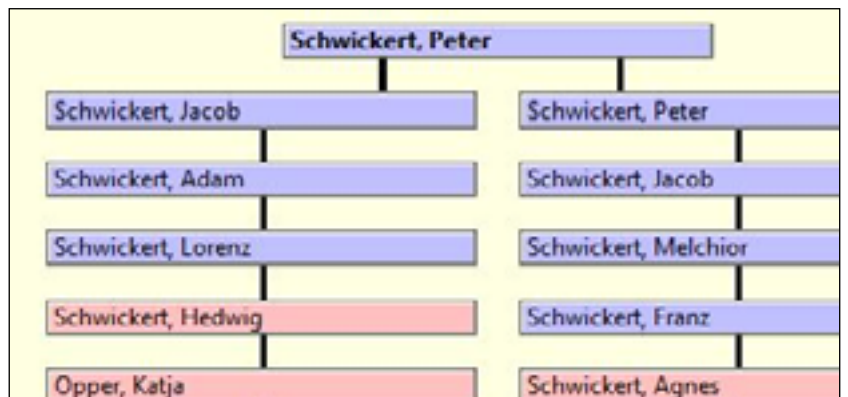 Schwickert, Peter
Schwickert, Jacob
Schwickert, Peter
Schwickert, Adam
Schwickert, Jacob
Schwickert, Lorenz
Schwickert, Melchior
Schwickert, Hedwig
Schwickert, Franz
Opper, Katja
Schwickert, Agnes